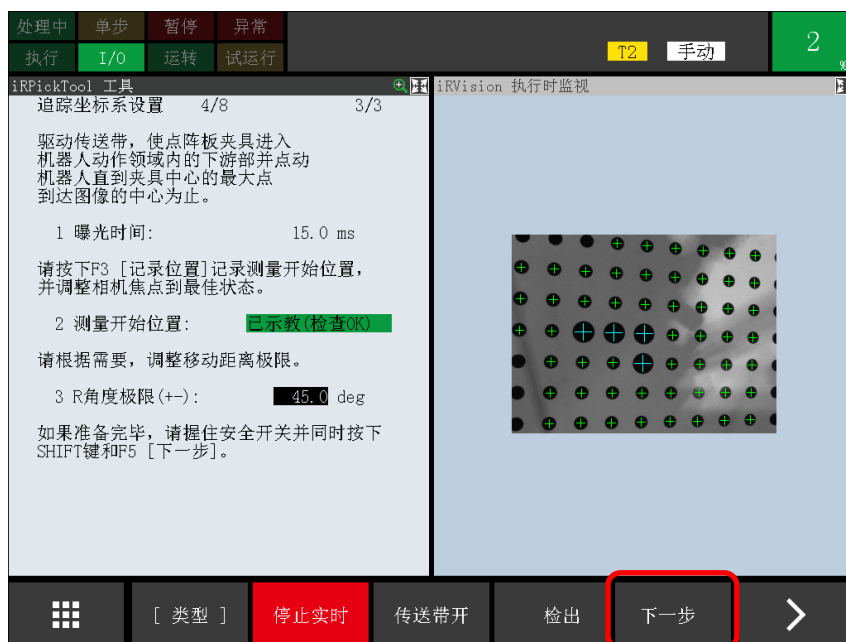 处理中 单步 暂停 异常
执行 I/O 运转 试运行
T2 手动
2
%
iRPickTool 工具
追踪坐标系设置 4/8 3/3
驱动传送带，使点阵板夹具进入
机器人动作领域内的下游部并点动
机器人直到夹具中心的最大点
到达图像的中心为止。
1 曝光时间: 15.0 ms
请按下F3 [记录位置]记录测量开始位置，
并调整相机焦点到最佳状态。
2 测量开始位置: 已示教(检查OK)
请根据需要，调整移动距离极限。
3 R角度极限(+-): 45.0 deg
如果准备完毕，请握住安全开关并同时按下
SHIFT键和F5 [下一步]。
iRVision 执行时监视
[ 类型 ] 停止实时 传送带开 检出 下一步